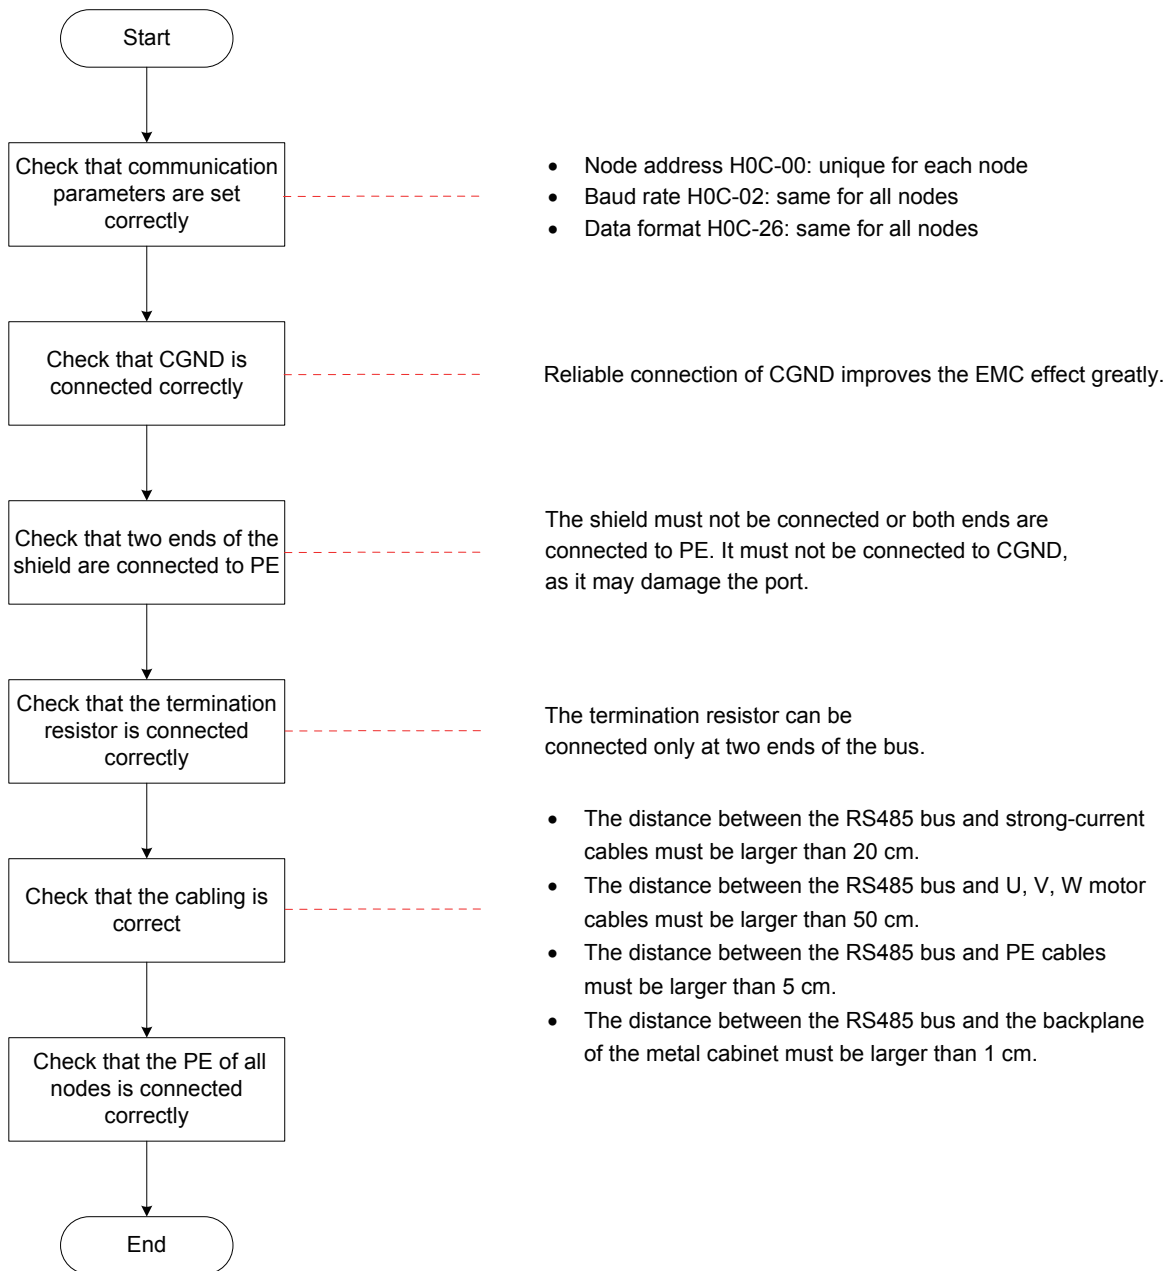 Start
Check that communication
parameters are set
correctly
• Node address H0C-00: unique for each node
• Baud rate H0C-02: same for all nodes
• Data format H0C-26: same for all nodes
Check that CGND is
connected correctly
Reliable connection of CGND improves the EMC effect greatly.
Check that two ends of the
shield are connected to PE
The shield must not be connected or both ends are
connected to PE. It must not be connected to CGND,
as it may damage the port.
Check that the termination
resistor is connected
correctly
The termination resistor can be
connected only at two ends of the bus.
Check that the cabling is
correct
• The distance between the RS485 bus and strong-current
cables must be larger than 20 cm.
• The distance between the RS485 bus and U, V, W motor
cables must be larger than 50 cm.
• The distance between the RS485 bus and PE cables
must be larger than 5 cm.
• The distance between the RS485 bus and the backplane
of the metal cabinet must be larger than 1 cm.
Check that the PE of all
nodes is connected
correctly
End